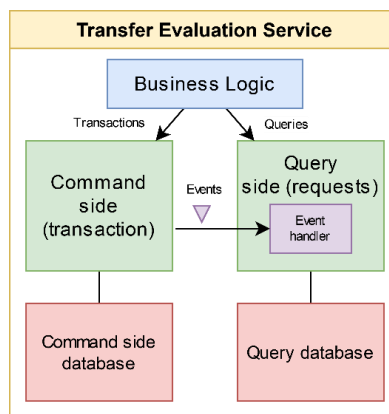 Transfer Evaluation Service
Business Logic
Transactions
Queries
Command
side
(transaction)
Events
Query
side (requests)
Event
handler
Command side
database
Query database